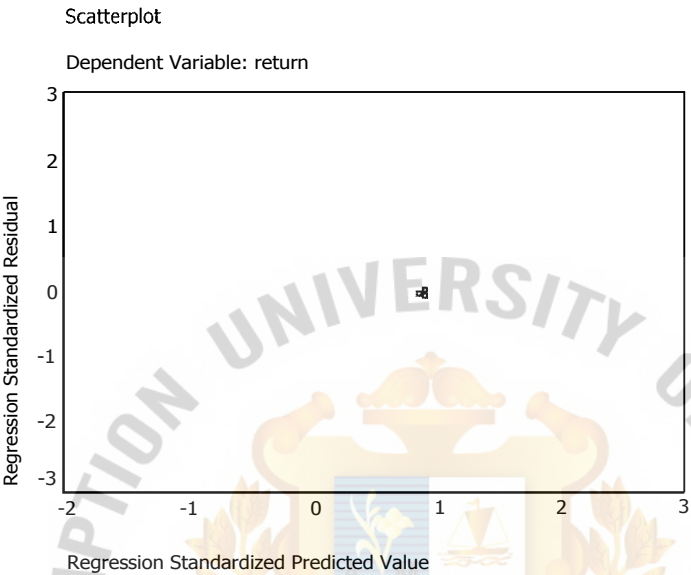 Scatterplot
Dependent Variable: return
3
2
1
0
-1
-2
-3
Regression Standardized Residual
-2 -1 0 1 2 3
Regression Standardized Predicted Value
UNIVERSITY